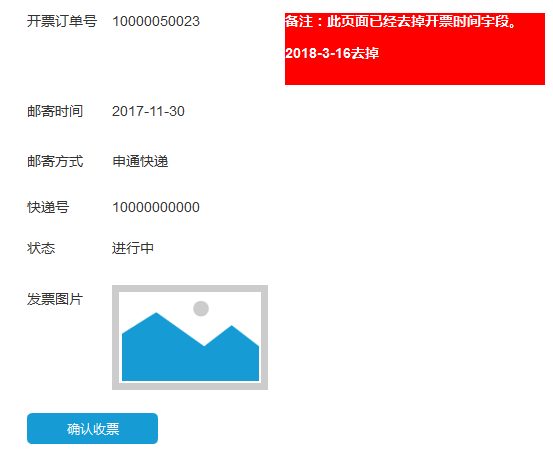 开票订单号 10000050023
备注：此页面已经去掉开票时间字段。
2018-3-16去掉
邮寄时间 2017-11-30
邮寄方式 申通快递
快递号 10000000000
状态 进行中
发票图片
确认收票